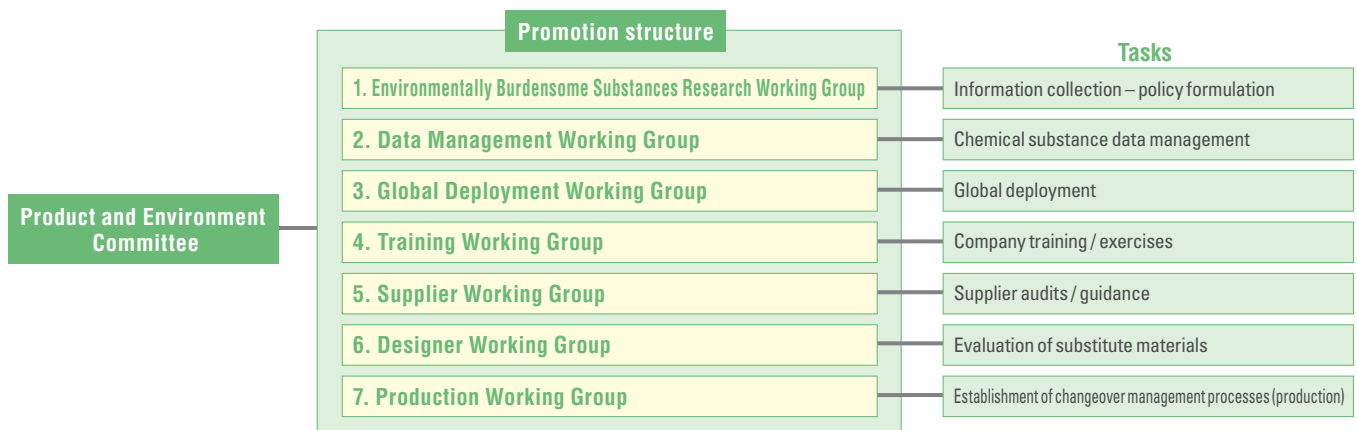 Promotion structure
Tasks
Product and Environment
Committee
1. Environmentally Burdensome Substances Research Working Group
Information collection – policy formulation
2. Data Management Working Group
Chemical substance data management
3. Global Deployment Working Group
Global deployment
4. Training Working Group
Company training / exercises
5. Supplier Working Group
Supplier audits / guidance
6. Designer Working Group
Evaluation of substitute materials
7. Production Working Group
Establishment of changeover management processes (production)